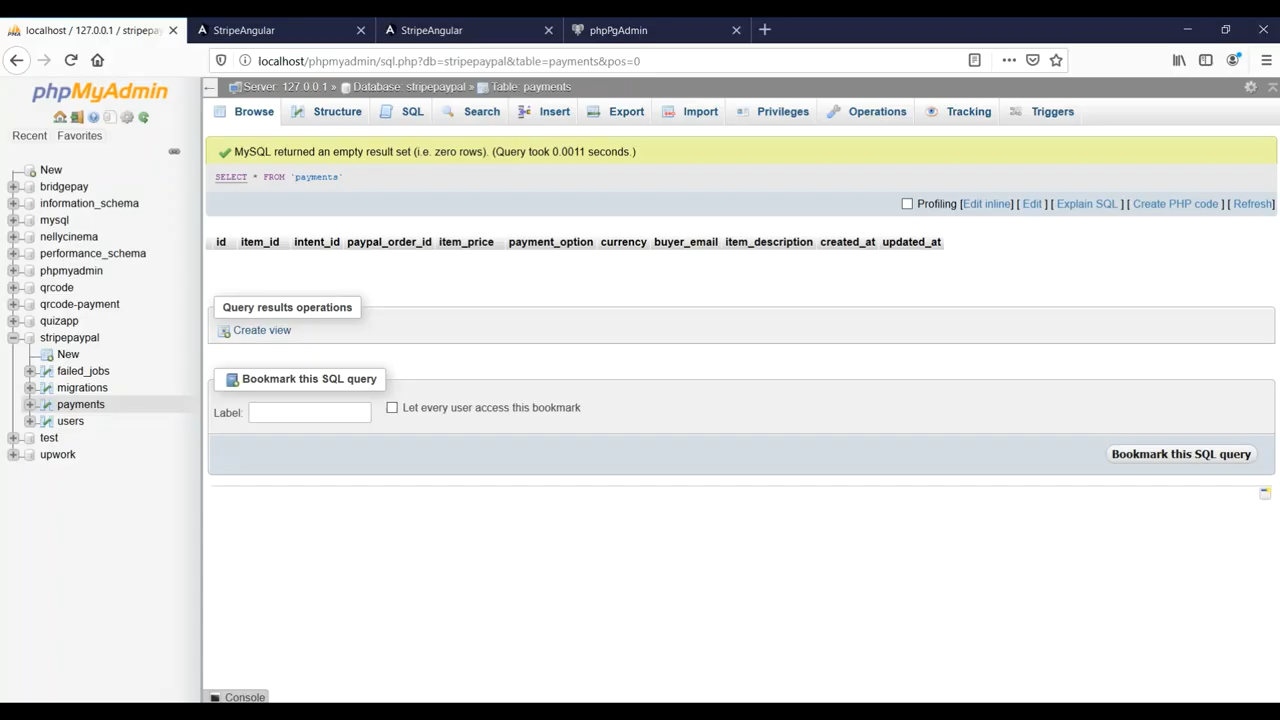 localhost / 127.0.0.1 / stripepay
StripeAngular
StripeAngular
phpPgAdmin
localhost/phpmyadmin/sql.php?db=stripepaypal&table=payments&pos=0
phpMyAdmin
Recent Favorites
New
bridgepay
information_schema
mysql
nellycinema
performance_schema
phpmyadmin
qrcode
qrcode-payment
quizapp
stripepaypal
New
failed_jobs
migrations
payments
users
test
upwork
Server: 127.0.0.1 » Database: stripepaypal » Table: payments
Browse Structure SQL Search Insert Export Import Privileges Operations Tracking Triggers
MySQL returned an empty result set (i.e. zero rows). (Query took 0.0011 seconds.)
SELECT * FROM `payments`
Profiling [Edit inline] [ Edit ] [ Explain SQL ] [ Create PHP code ] [ Refresh]
id item_id intent_id paypal_order_id item_price payment_option currency buyer_email item_description created_at updated_at
Query results operations
Create view
Bookmark this SQL query
Label: Let every user access this bookmark
Bookmark this SQL query
Console